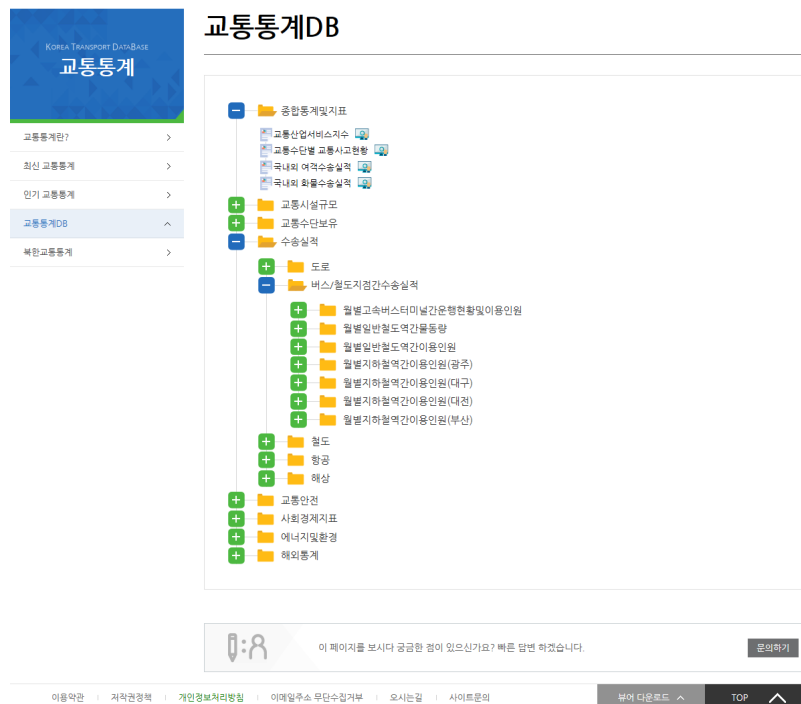 교통통계DB
KOREA TRANSPORT DATABASE
교통통계
교통통계란?
최신 교통통계
인기 교통통계
교통통계DB
북한교통통계
종합통계및지표
교통산업서비스지수
교통수단별 교통사고현황
국내외 여객수송실적
국내외 화물수송실적
교통시설규모
교통수단보유
수송실적
도로
버스/철도지점간수송실적
월별고속버스터미널간운행현황및이용인원
월별일반철도역간물동량
월별일반철도역간이용인원
월별지하철역간이용인원(광주)
월별지하철역간이용인원(대구)
월별지하철역간이용인원(대전)
월별지하철역간이용인원(부산)
철도
항공
해상
교통안전
사회경제지표
에너지및환경
해외통계
이 페이지를 보시다 궁금한 점이 있으신가요? 빠른 답변 하겠습니다.
문의하기
이용약관 저작권정책 개인정보처리방침 이메일주소 무단수집거부 오시는길 사이트문의
뷰어 다운로드 TOP